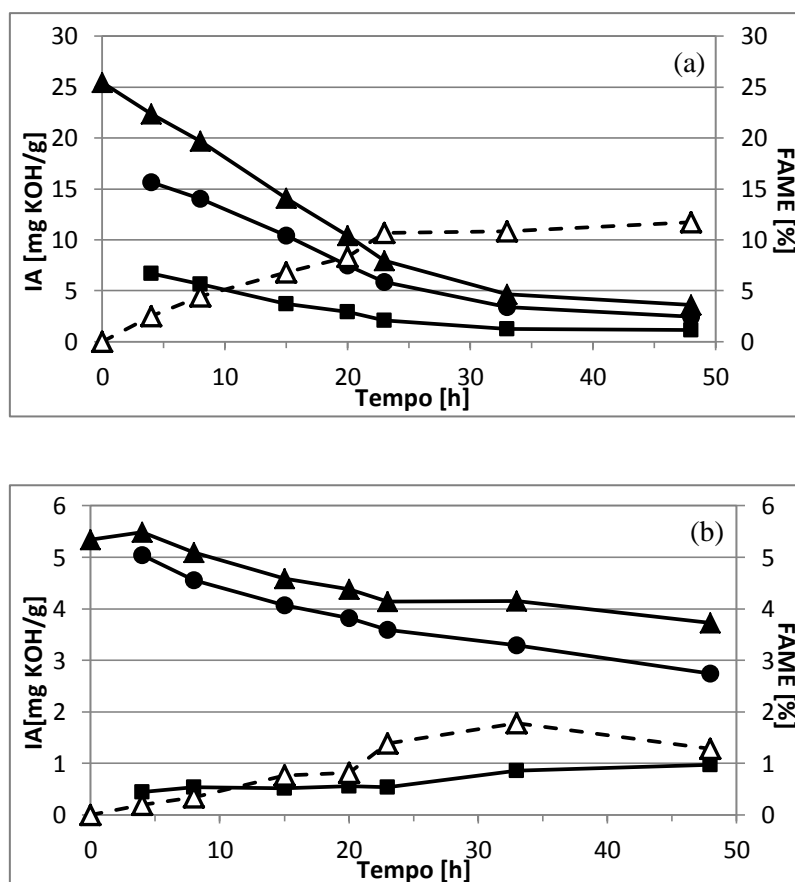 (a)
30 30
25 25
20 20
15 15
10 10
5 5
0 0
IA [mg KOH/g]
FAME [%]
0 10 20 30 40 50
Tempo [h]
(b)
6 6
5 5
4 4
3 3
2 2
1 1
0 0
IA[mg KOH/g]
FAME [%]
0 10 20 30 40 50
Tempo [h]